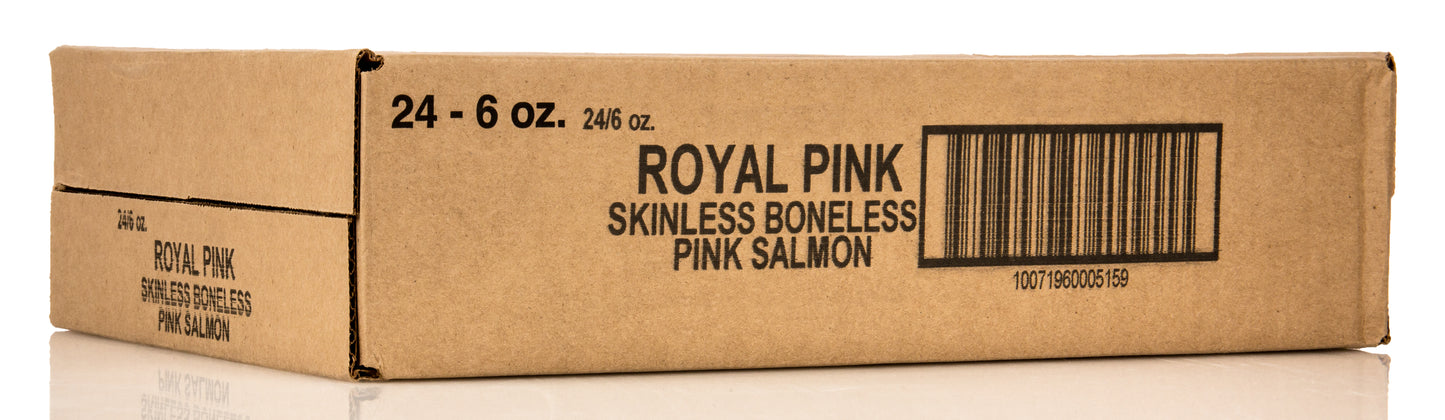 24 - 6 oz. 24/6 oz.
ROYAL PINK
SKINLESS BONELESS
PINK SALMON
10071960005159
24/6 oz.
ROYAL PINK
SKINLESS BONELESS
PINK SALMON